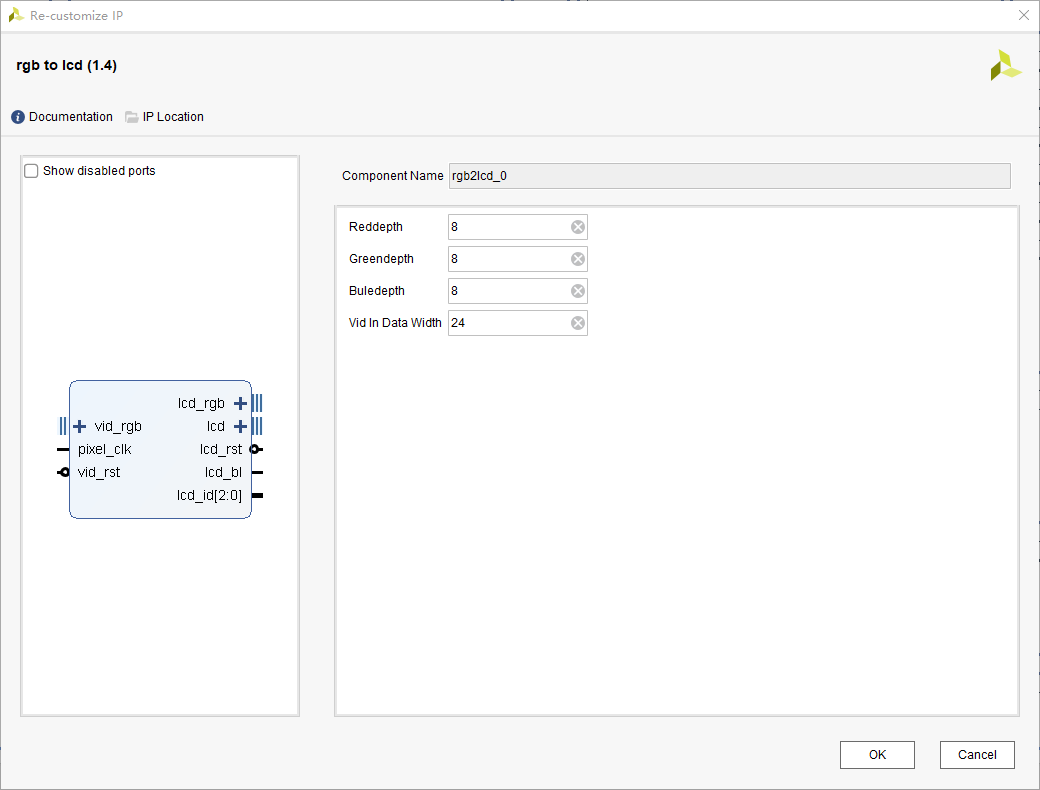 Re-customize IP
rgb to lcd (1.4)
Documentation IP Location
Show disabled ports
lcd_rgb
vid_rgb lcd
pixel_clk lcd_rst
vid_rst lcd_bl
lcd_id[2:0]
Component Name rgb2lcd_0
Reddepth 8
Greendepth 8
Buledepth 8
Vid In Data Width 24
OK Cancel